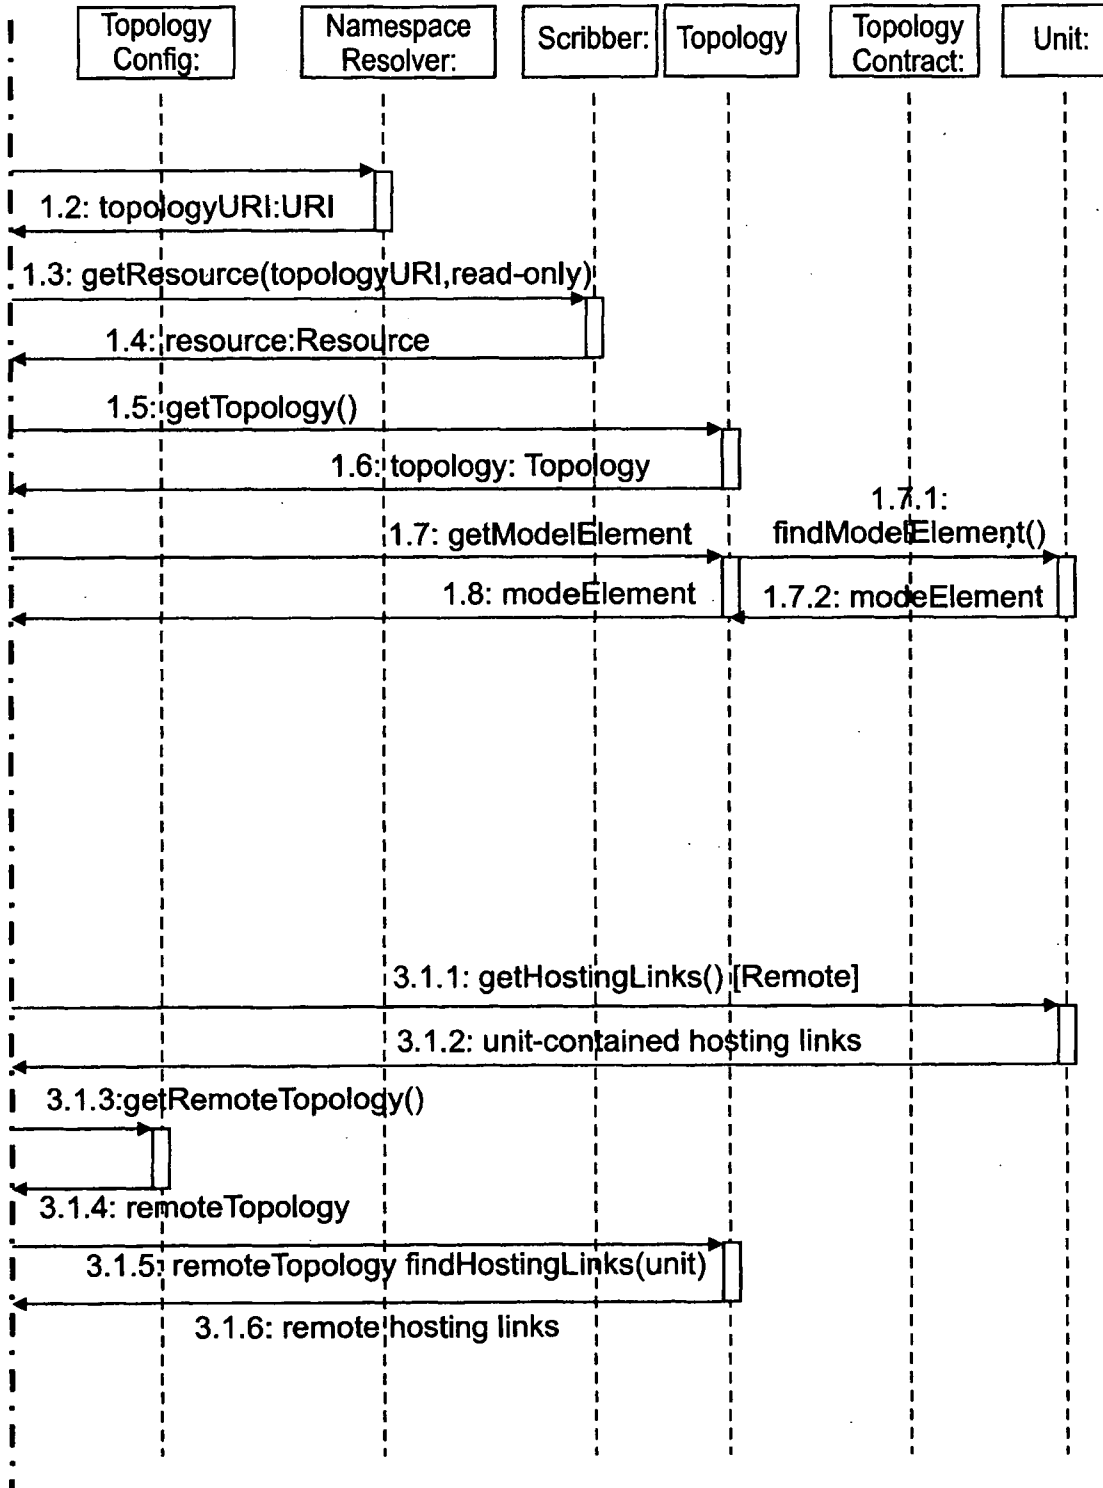 Topology
Config:
Namespace
Resolver:
Scribber:
Topology
Topology
Contract:
Unit:
1.2: topologyURI:URI
1.3: getResource(topologyURI,read-only)
1.4: resource:Resource
1.5: getTopology()
1.6: topology: Topology
1.7.1:
1.7: getModelElement
findModelElement()
1.8: modeElement
1.7.2: modeElement
3.1.1: getHostingLinks() [Remote]
3.1.2: unit-contained hosting links
3.1.3:getRemoteTopology()
3.1.4: remoteTopology
3.1.5: remoteTopology findHostingLinks(unit)
3.1.6: remote hosting links